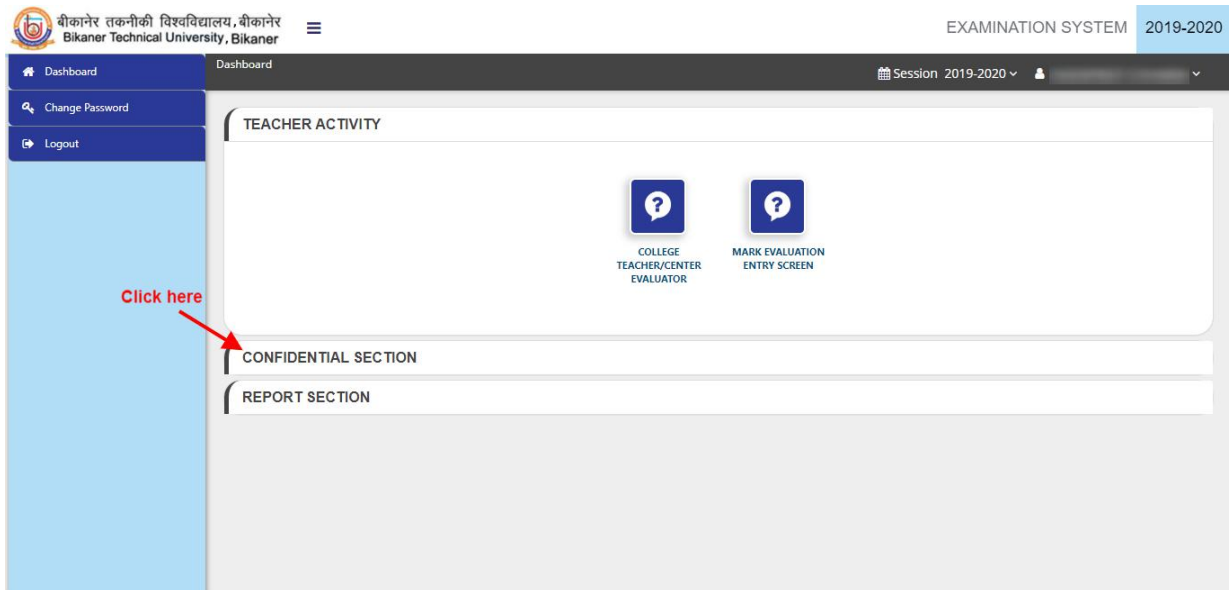 बीकानेर तकनीकी विश्वविद्यालय,बीकानेर
Bikaner Technical University, Bikaner
EXAMINATION SYSTEM 2019-2020
Dashboard
Change Password
Logout
Dashboard
Session 2019-2020
TEACHER ACTIVITY
COLLEGE
TEACHER/CENTER
EVALUATOR
MARK EVALUATION
ENTRY SCREEN
Click here
CONFIDENTIAL SECTION
REPORT SECTION